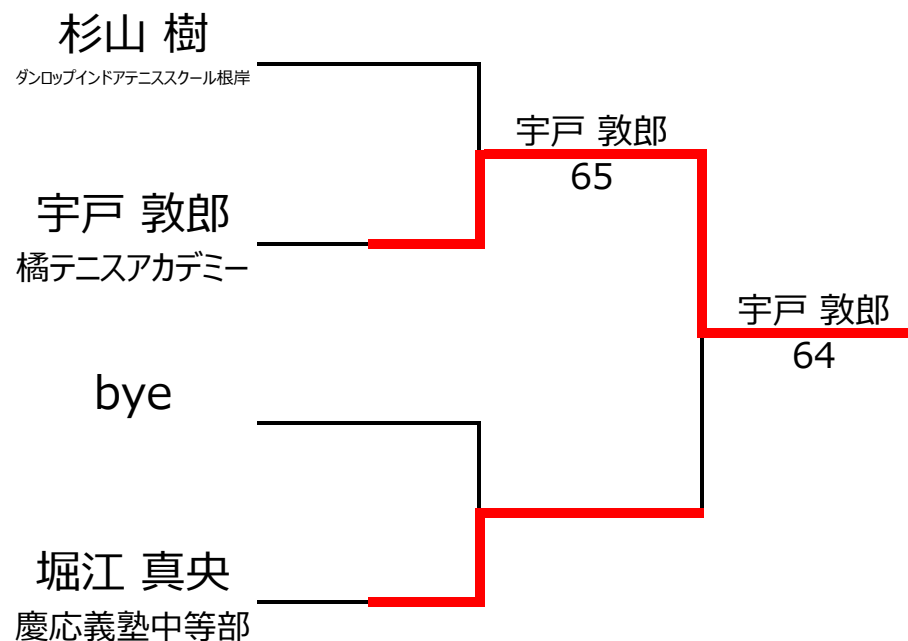 杉山 樹
ダンロップインドアテニススクール根岸
宇戸 敦郎
65
宇戸 敦郎
橘テニスアカデミー
宇戸 敦郎
64
bye
堀江 真央
慶応義塾中等部